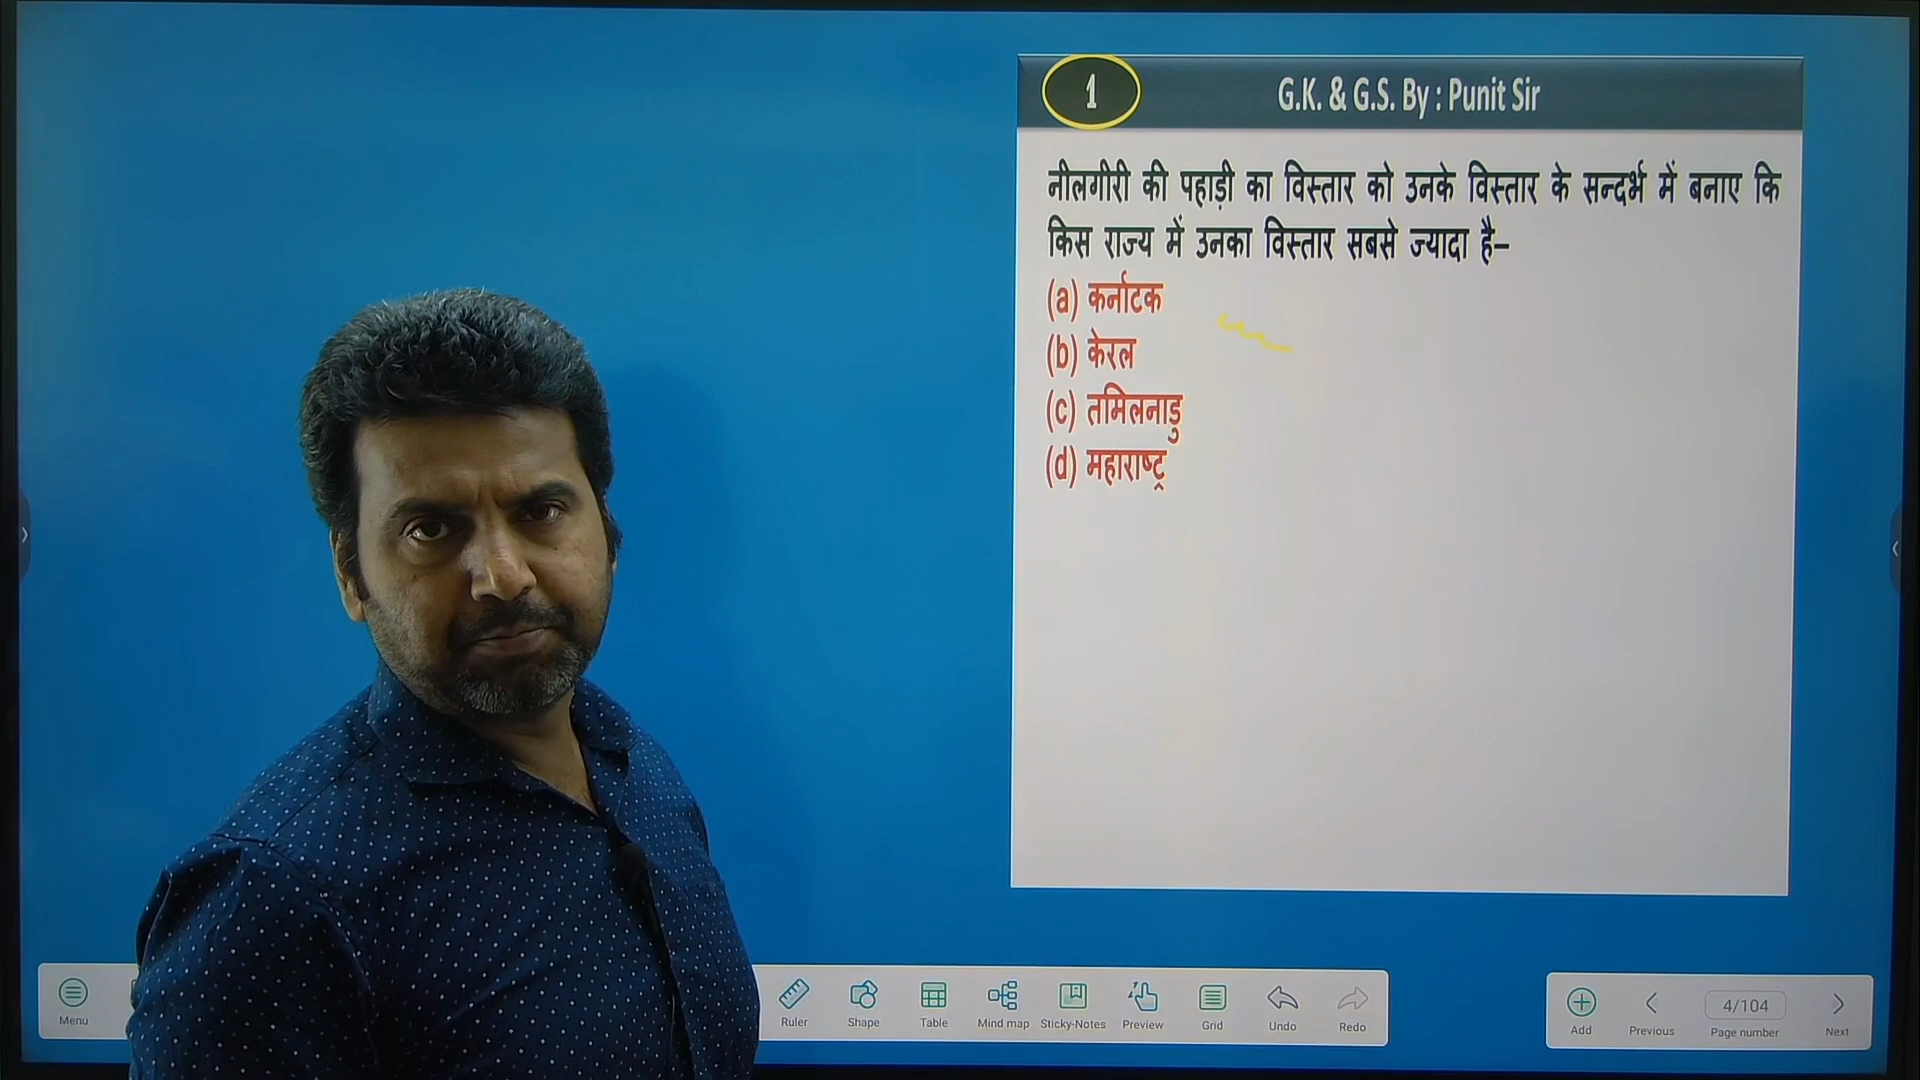 1
G.K. & G.S. By : Punit Sir
नीलगीरी की पहाड़ी का विस्तार को उनके विस्तार के सन्दर्भ में बनाए कि
किस राज्य में उनका विस्तार सबसे ज्यादा है–
(a) कर्नाटक
(b) केरल
(c) तमिलनाडु
(d) महाराष्ट्र
Menu
Ruler
Shape
Table
Mind map
Sticky-Notes
Preview
Grid
Undo
Redo
Add
Previous
4/104
Page number
Next